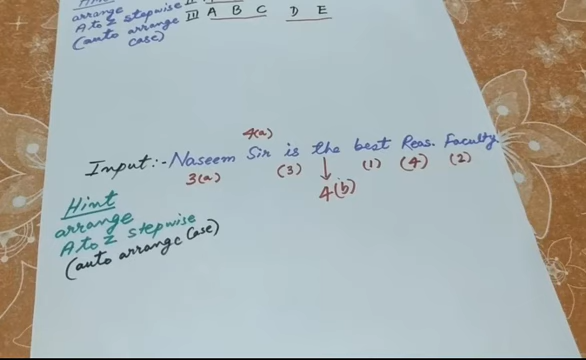 arrange
A to Z stepwise
(auto arrange case)
III A B C D E
4(a)
Input:- Naseem Sir is the best Reas. Faculty.
3(a) (3) (1) (4) (2)
4(b)
Hint
arrange
A to Z stepwise
(auto arrange case)